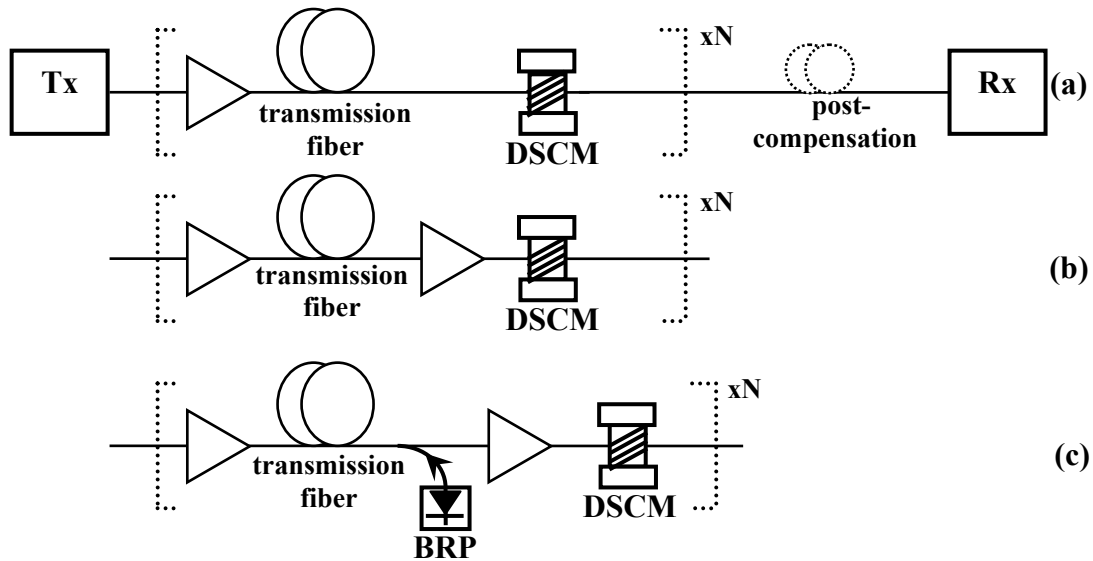 Tx
transmission
fiber
DSCM
xN
post-
compensation
Rx
(a)
transmission
fiber
DSCM
xN
(b)
transmission
fiber
BRP
DSCM
xN
(c)